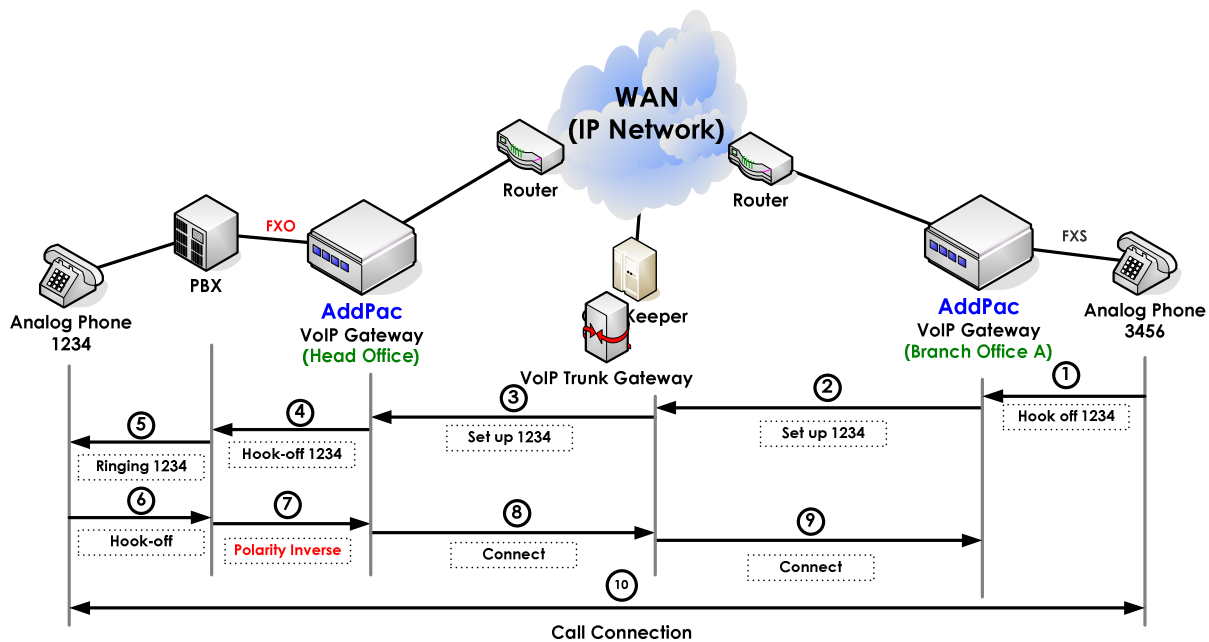 WAN
(IP Network)
Router
Router
FXO
FXS
PBX
Analog Phone
1234
AddPac
VoIP Gateway
(Head Office)
Keeper
VoIP Trunk Gateway
AddPac
VoIP Gateway
(Branch Office A)
Analog Phone
3456
1
Hook off 1234
2
Set up 1234
3
Set up 1234
4
Hook-off 1234
5
Ringing 1234
6
Hook-off
7
Polarity Inverse
8
Connect
9
Connect
10
Call Connection